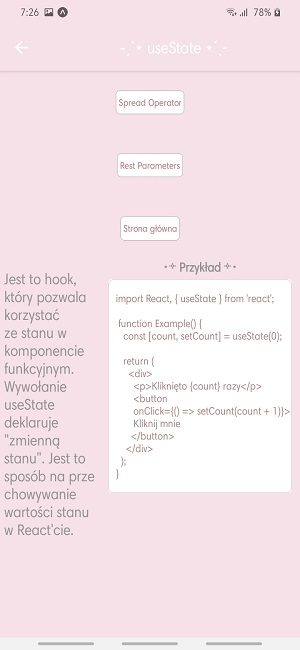 7:26 78%
-ˏˋ⋆ useState ⋆ˊˎ-
Spread Operator
Rest Parameters
Strona główna
Jest to hook,
który pozwala
korzystać
ze stanu w
komponencie
funkcyjnym.
Wywołanie
useState
deklaruje
"zmienną
stanu". Jest to
sposób na prze
chowywanie
wartości stanu
w React'cie.
Przykład
import React, { useState } from 'react';
function Example() {
const [count, setCount] = useState(0);
return (
<div>
<p>Kliknięto {count} razy</p>
<button
onClick={() => setCount(count + 1)}>
Kliknij mnie
</button>
</div>
);
}